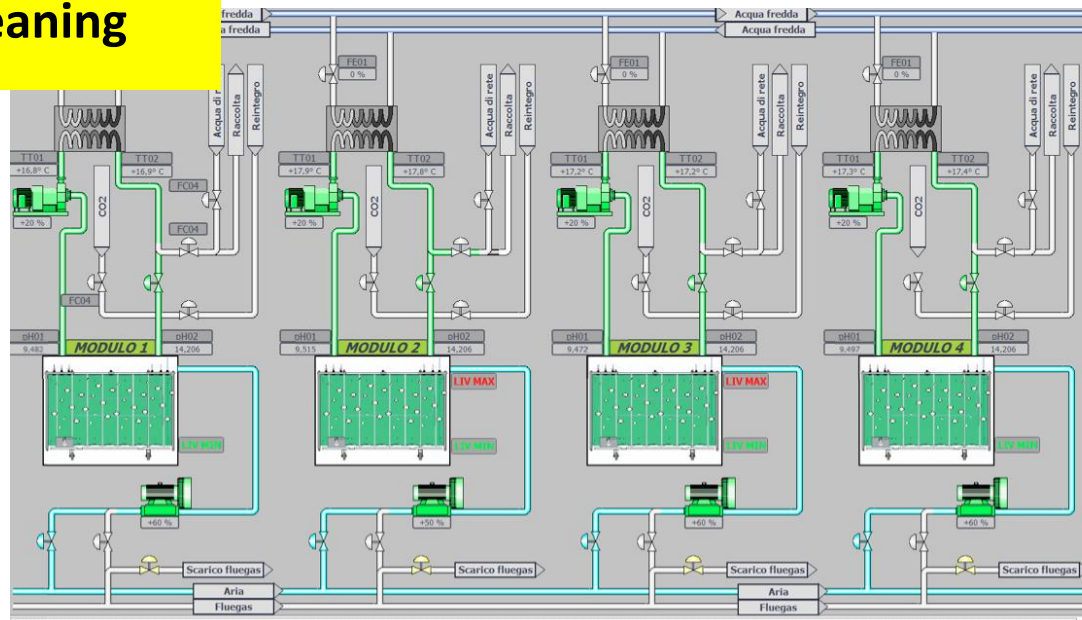 eaning
fredda
a fredda
Acqua fredda
Acqua fredda
FE01
0 %
FE01
0 %
FE01
0 %
Acqua di rete
Raccolta
Reintegro
Acqua di rete
Raccolta
Reintegro
Acqua di rete
Raccolta
Reintegro
Acqua di rete
Raccolta
Reintegro
TT01
+16,8° C
TT02
+16,9° C
TT01
+17,9° C
TT02
+17,8° C
TT01
+17,2° C
TT02
+17,2° C
TT01
+17,3° C
TT02
+17,4° C
FC04
FC04
FC04
+20 %
+20 %
+20 %
+20 %
CO2
CO2
CO2
CO2
pH01
9,482
MODULO 1
pH02
14,206
pH01
9,515
MODULO 2
pH02
14,206
pH01
9,472
MODULO 3
pH02
14,206
pH01
9,497
MODULO 4
pH02
14,206
LIV MAX
LIV MAX
LIV MIN
LIV MIN
LIV MIN
LIV MIN
+60 %
+50 %
+60 %
+60 %
Scarico fluegas
Scarico fluegas
Scarico fluegas
Scarico fluegas
Aria
Fluegas
Aria
Fluegas